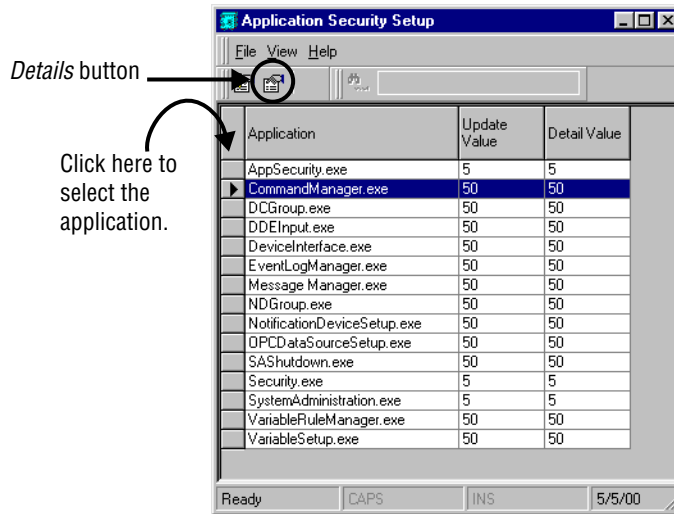 Application Security Setup
File View Help
Details button
Click here to
select the
application.
Application Update Value Detail Value
AppSecurity.exe 5 5
CommandManager.exe 50 50
DCGroup.exe 50 50
DDEInput.exe 50 50
DeviceInterface.exe 50 50
EventLogManager.exe 50 50
Message Manager.exe 50 50
NDGroup.exe 50 50
NotificationDeviceSetup.exe 50 50
OPCDataSourceSetup.exe 50 50
SAShutdown.exe 50 50
Security.exe 5 5
SystemAdministration.exe 5 5
VariableRuleManager.exe 50 50
VariableSetup.exe 50 50
Ready CAPS INS 5/5/00